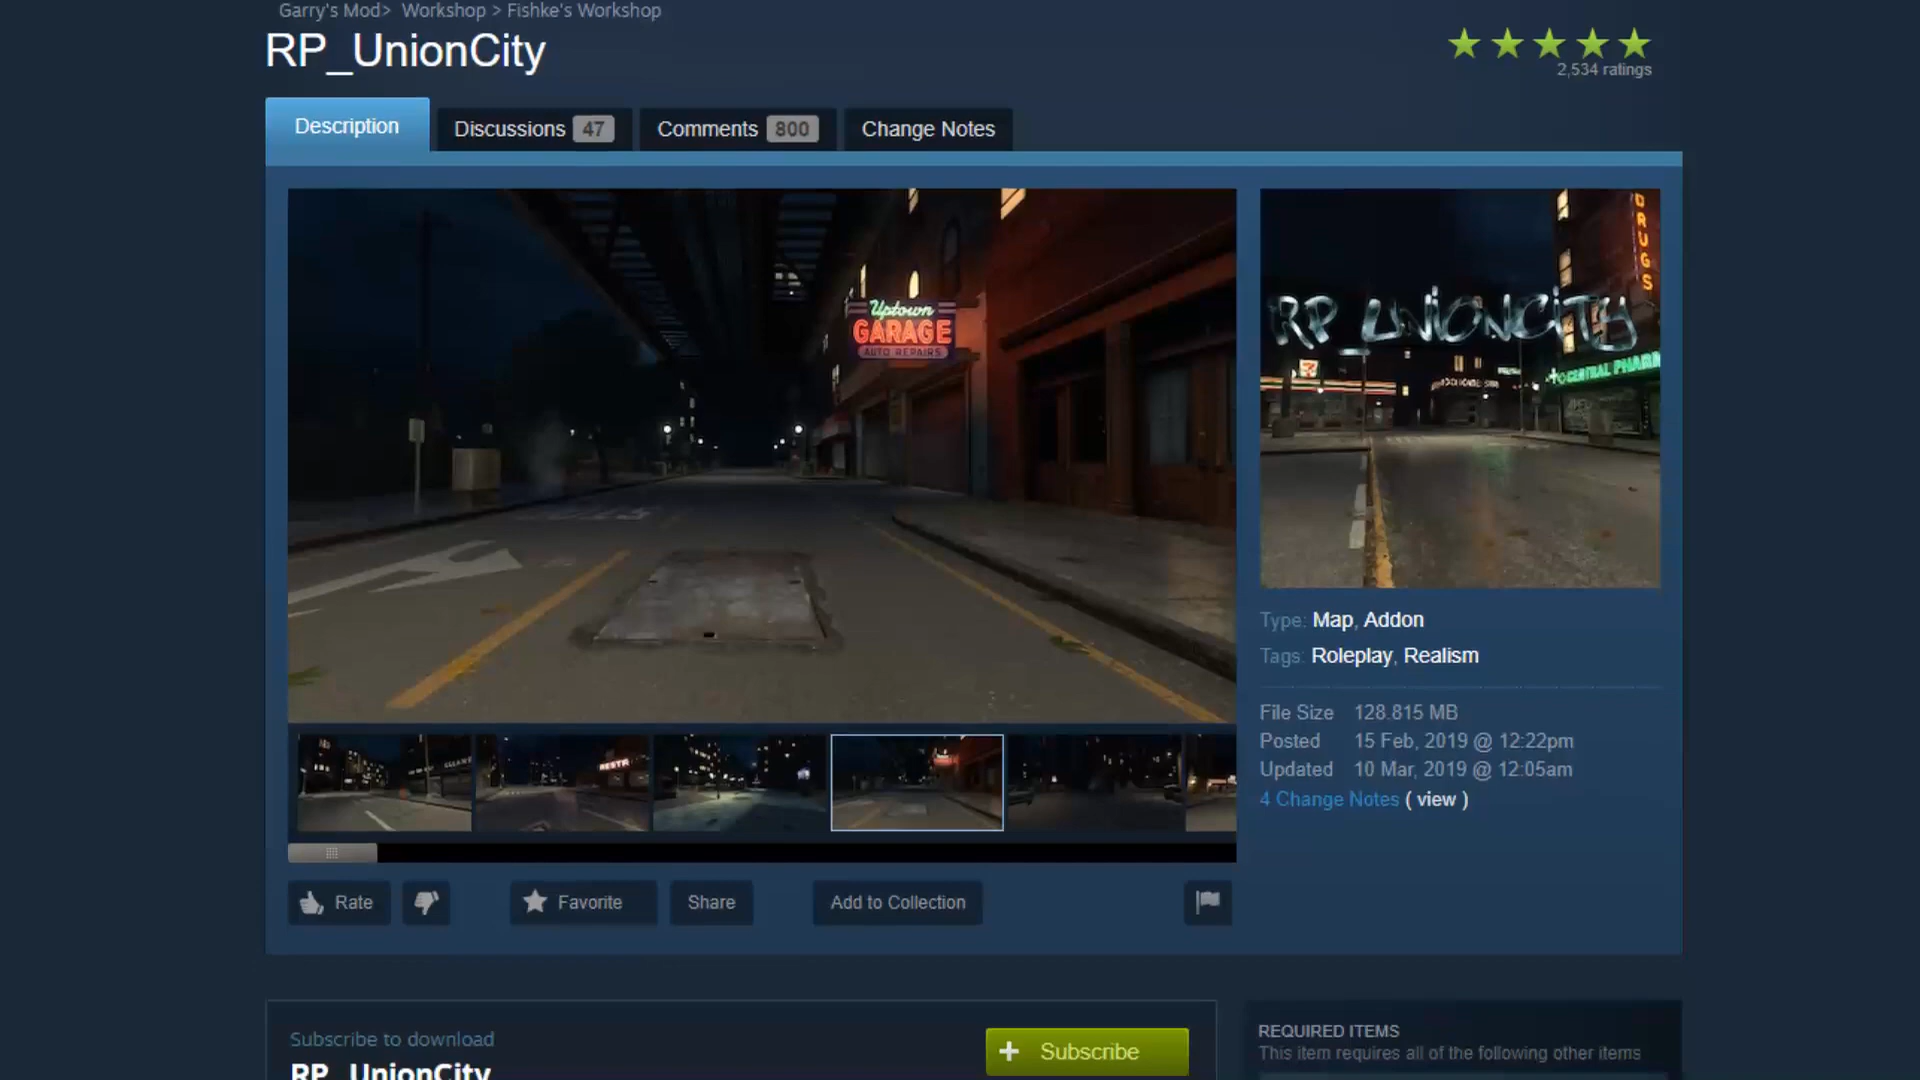 Garry's Mod> Workshop > Fishke's Workshop
RP_UnionCity
2,534 ratings
Description
Discussions 47
Comments 800
Change Notes
Uptown
GARAGE
AUTO REPAIRS
DRUGS
RP_UNIONCITY
CENTRAL PHAR
Type: Map, Addon
Tags: Roleplay, Realism
File Size 128.815 MB
Posted 15 Feb, 2019 @ 12:22pm
Updated 10 Mar, 2019 @ 12:05am
4 Change Notes ( view )
Rate
Favorite
Share
Add to Collection
Subscribe to download
RP_UnionCity
+ Subscribe
REQUIRED ITEMS
This item requires all of the following other items